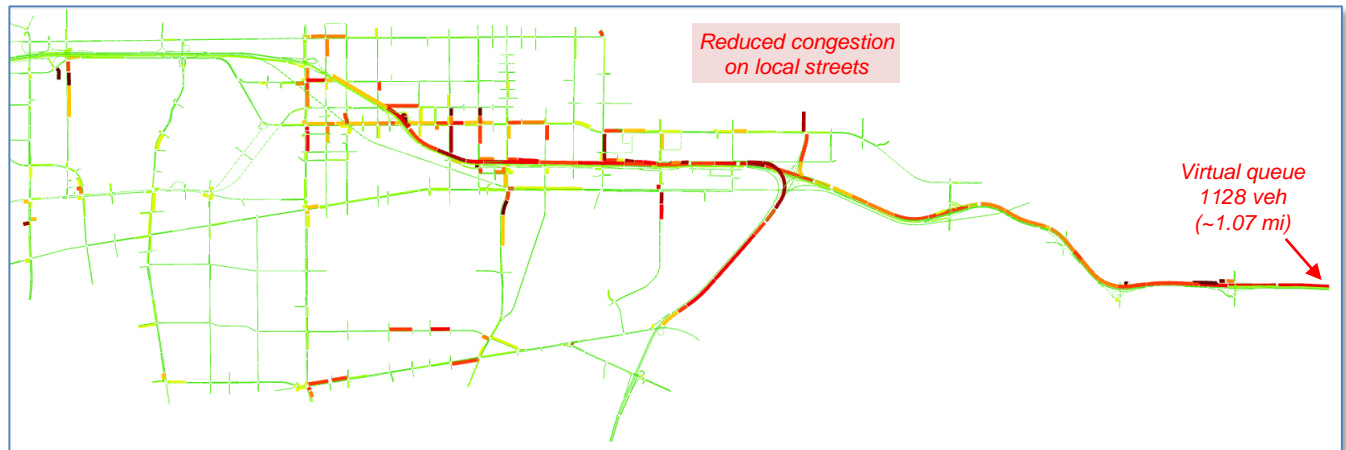 Reduced congestion
on local streets
Virtual queue
1128 veh
(~1.07 mi)